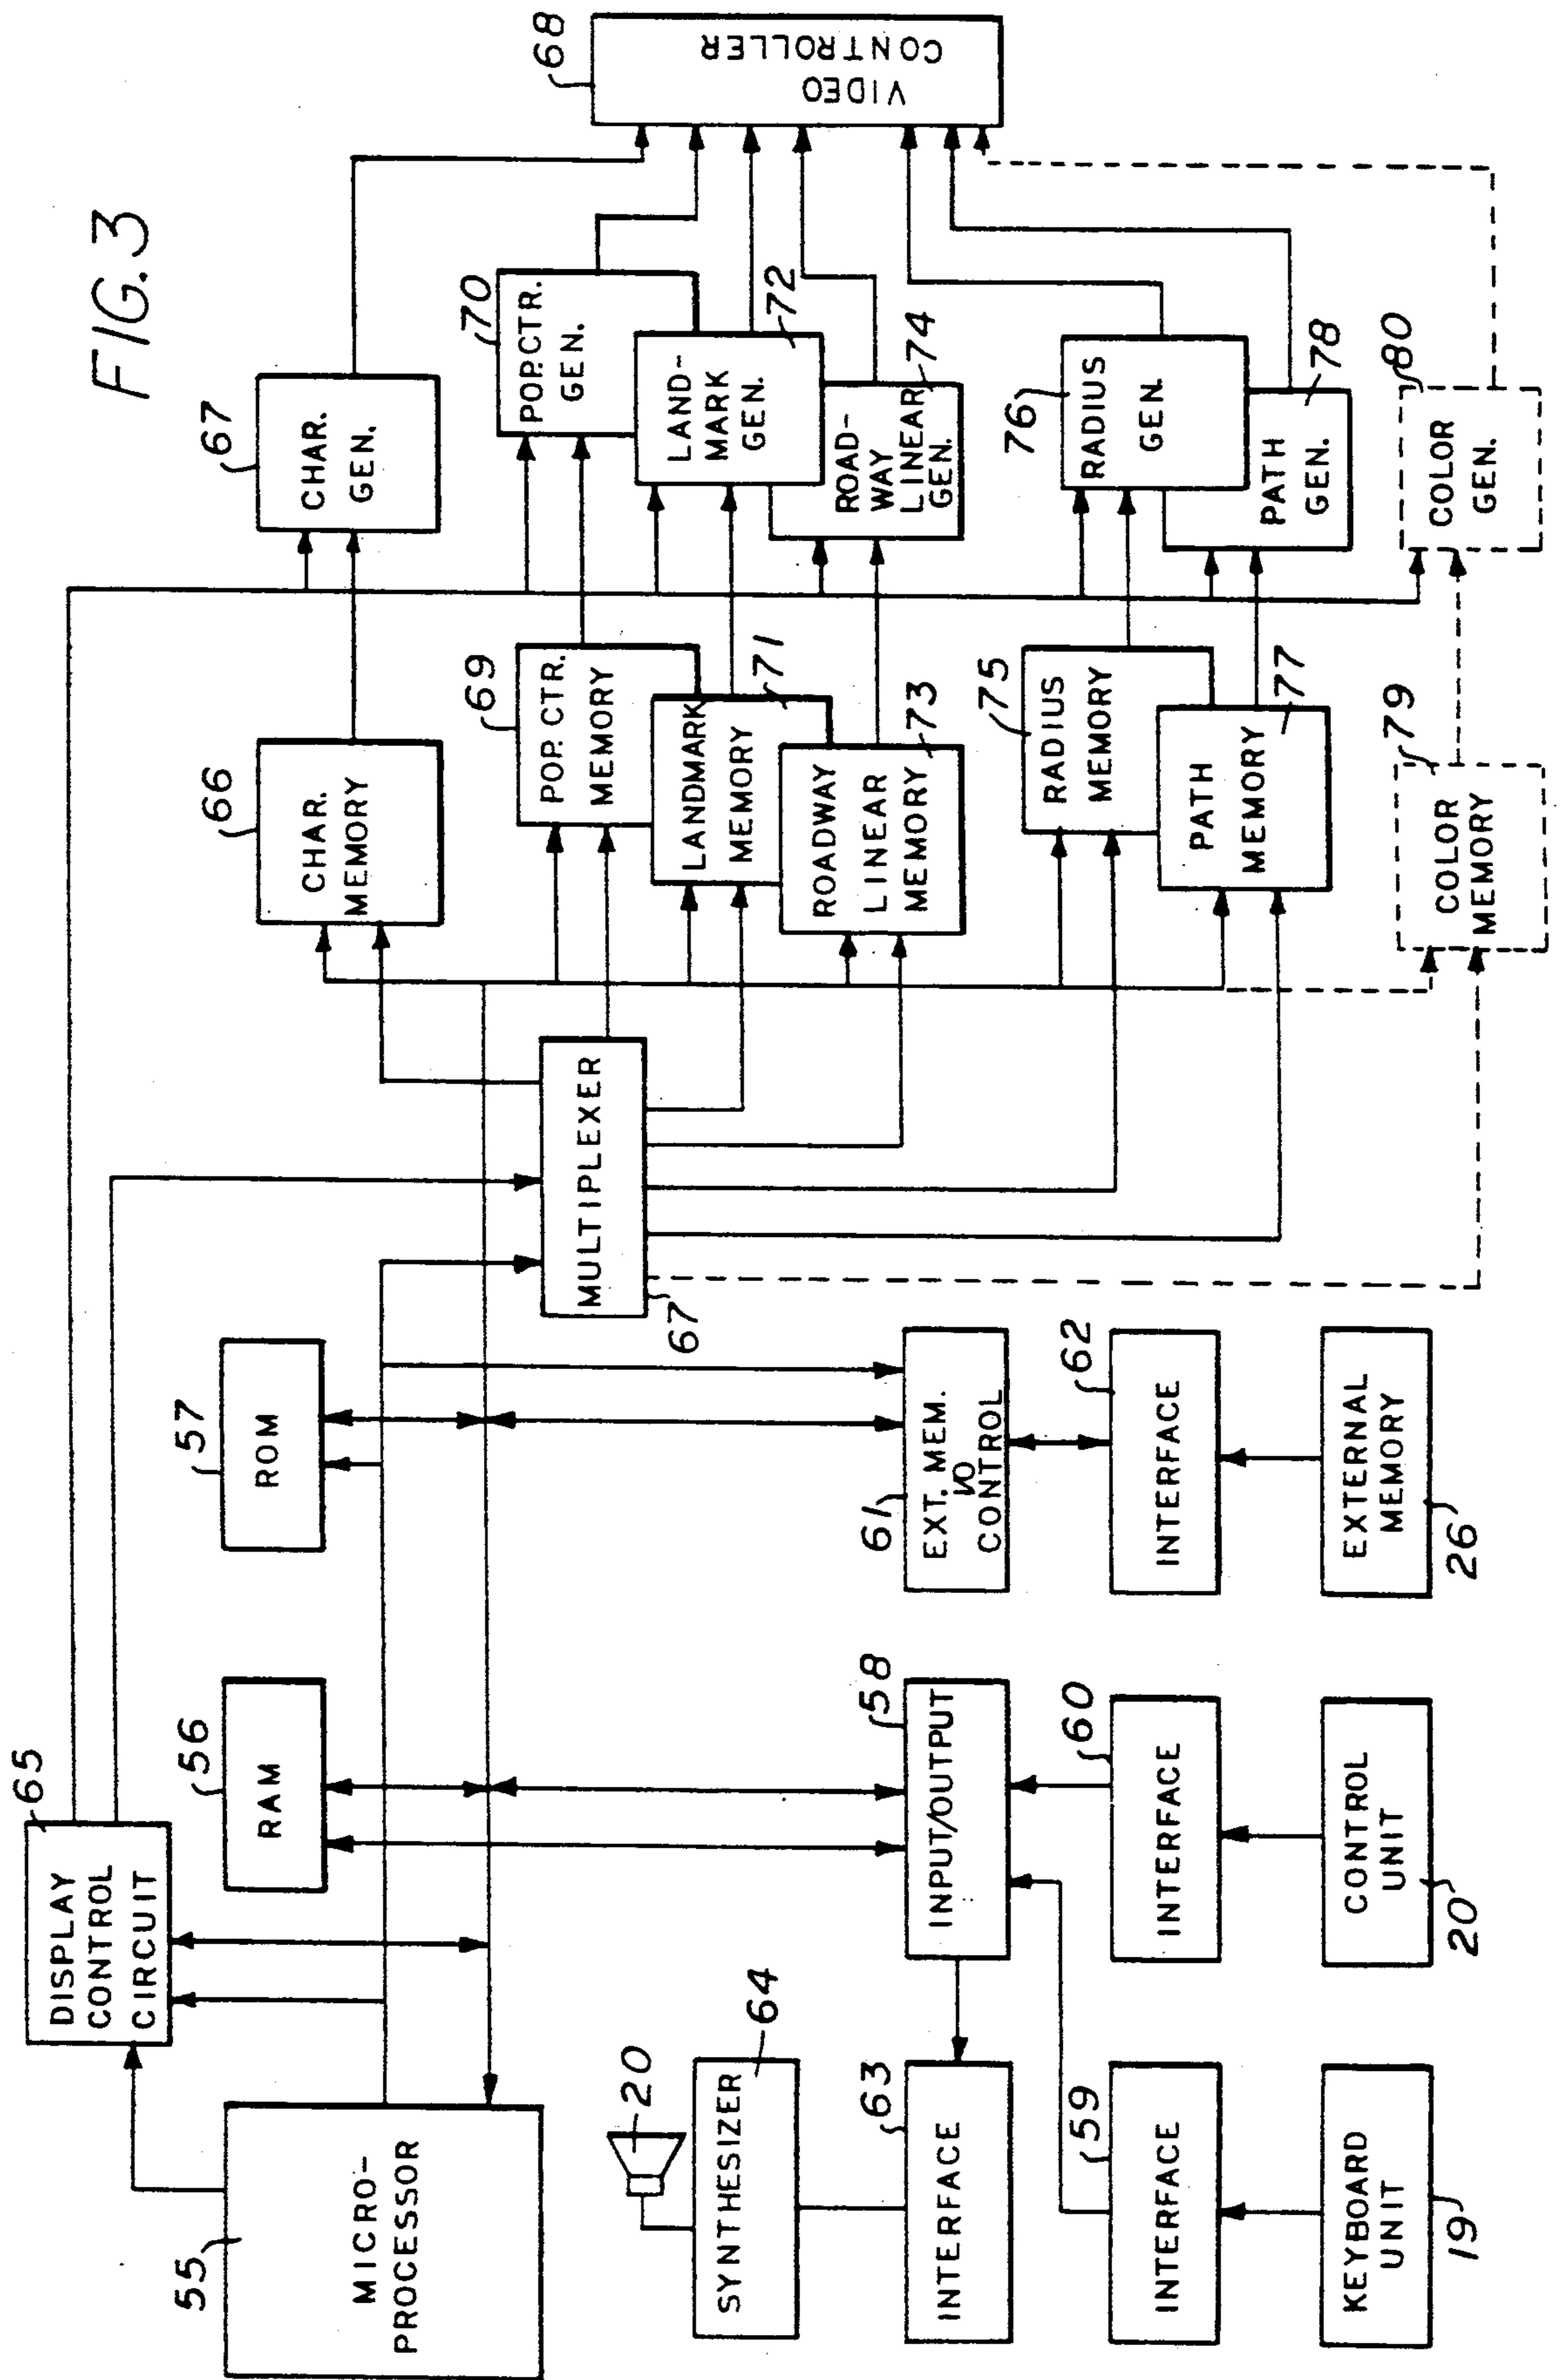 FIG. 3
65
DISPLAY
CONTROL
CIRCUIT
55
MICRO-
PROCESSOR
56
RAM
57
ROM
66
CHAR.
MEMORY
67
CHAR.
GEN.
68
VIDEO
CONTROLLER
MULTIPLEXER
67
69
POP. CTR.
MEMORY
70
POP. CTR.
GEN.
LANDMARK
MEMORY
71
LAND-
MARK
GEN.
72
ROADWAY
LINEAR
MEMORY
73
ROAD-
WAY
LINEAR
GEN.
74
75
RADIUS
MEMORY
76
RADIUS
GEN.
PATH
MEMORY
77
PATH
GEN.
78
79
COLOR
MEMORY
80
COLOR
GEN.
20
SYNTHESIZER
64
63
INTERFACE
58
INPUT/OUTPUT
61
EXT. MEM.
I/O
CONTROL
59
INTERFACE
60
INTERFACE
62
INTERFACE
KEYBOARD
UNIT
19
CONTROL
UNIT
20
EXTERNAL
MEMORY
26